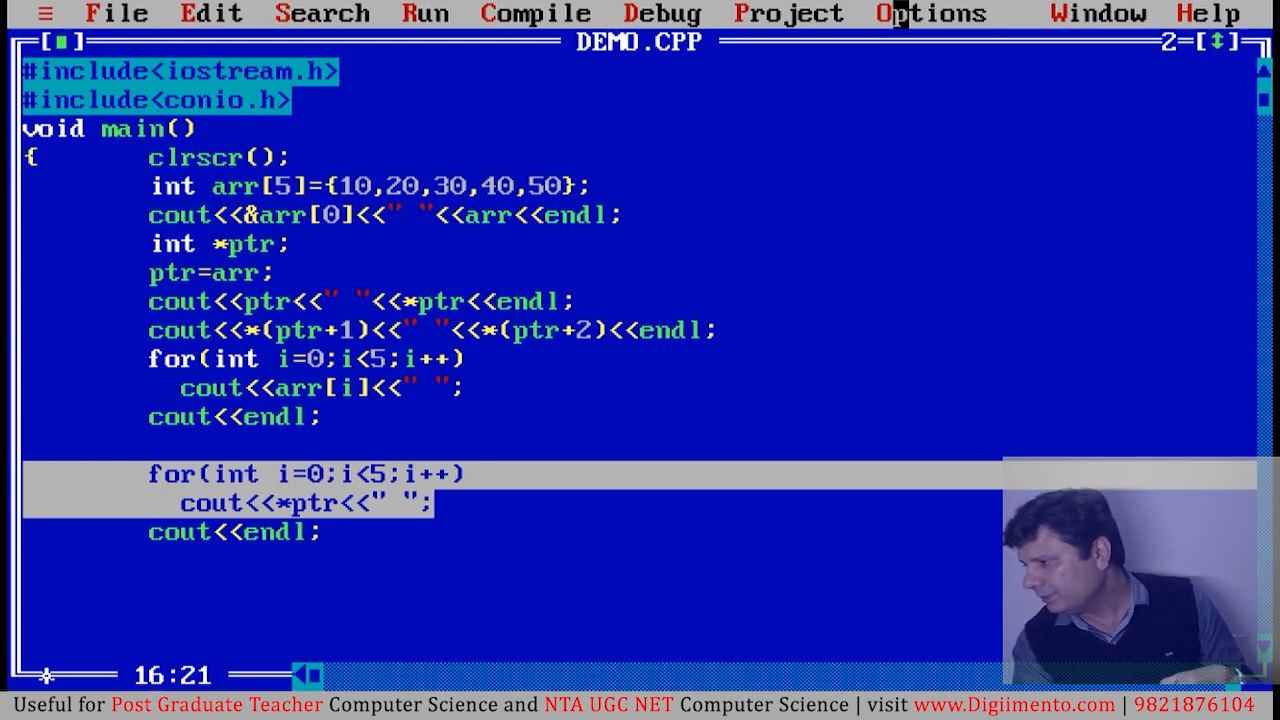 ≡ File Edit Search Run Compile Debug Project Options Window Help
[■] DEMO.CPP 2=[↕]
#include<iostream.h>
#include<conio.h>
void main()
{ clrscr();
int arr[5]={10,20,30,40,50};
cout<<&arr[0]<<" "<<arr<<endl;
int *ptr;
ptr=arr;
cout<<ptr<<" "<<*ptr<<endl;
cout<<*(ptr+1)<<" "<<*(ptr+2)<<endl;
for(int i=0;i<5;i++)
cout<<arr[i]<<" ";
cout<<endl;
for(int i=0;i<5;i++)
cout<<*ptr<<" ";
cout<<endl;
16:21
Useful for Post Graduate Teacher Computer Science and NTA UGC NET Computer Science | visit www.Digiimento.com | 9821876104